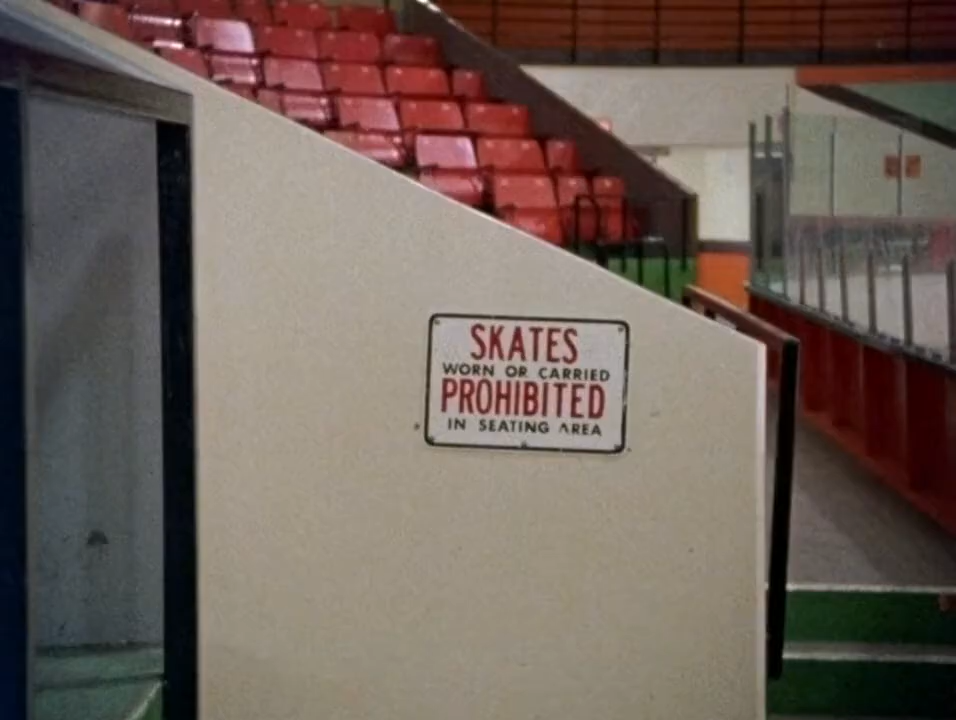 SKATES
WORN OR CARRIED
PROHIBITED
IN SEATING AREA